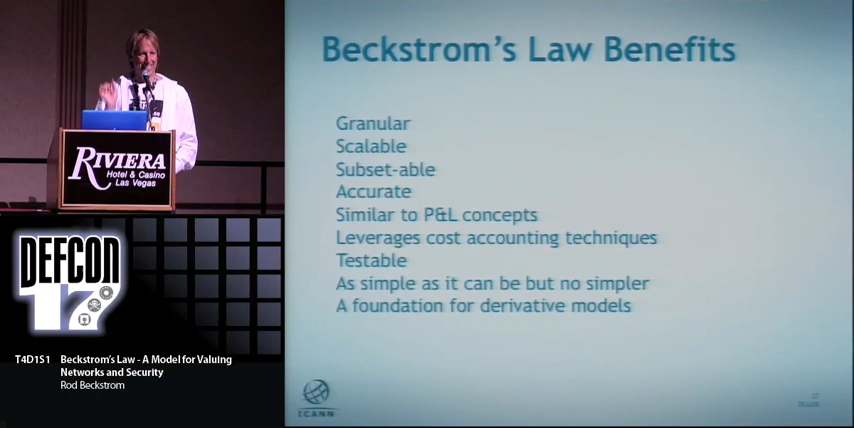 Beckstrom's Law Benefits
Granular
Scalable
Subset-able
Accurate
Similar to P&L concepts
Leverages cost accounting techniques
Testable
As simple as it can be but no simpler
A foundation for derivative models
ICANN
RIVIERA
Hotel & Casino
Las Vegas
DEFCON
17
T4D1S1
Beckstrom's Law - A Model for Valuing
Networks and Security
Rod Beckstrom